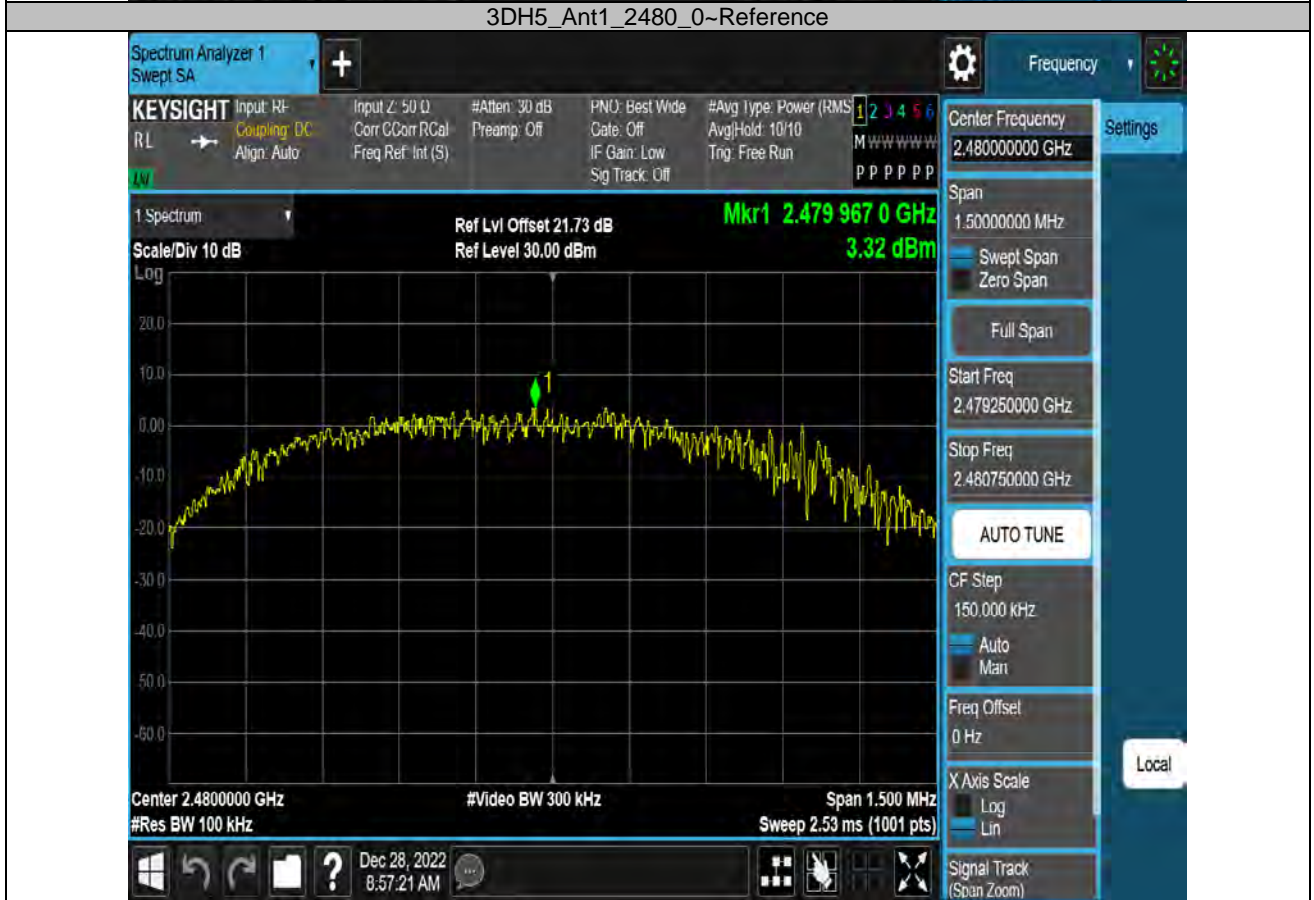 3DH5_Ant1_2480_0~Reference
Spectrum Analyzer 1
Swept SA
Frequency
KEYSIGHT
RL
Input: RF
Coupling: DC
Align: Auto
Input Z: 50 Ω
Corr CCorr RCal
Freq Ref: Int (S)
#Atten: 30 dB
Preamp: Off
PNO: Best Wide
Gate: Off
IF Gain: Low
Sig Track: Off
#Avg Type: Power (RMS
Avg|Hold: 10/10
Trig: Free Run
1 2 3 4 5 6
M W W W W W
P P P P P P
1 Spectrum
Scale/Div 10 dB
Ref Lvl Offset 21.73 dB
Ref Level 30.00 dBm
Mkr1 2.479 967 0 GHz
3.32 dBm
Log
20.0
10.0
0.00
-10.0
-20.0
-30.0
-40.0
-50.0
-60.0
1
Center 2.4800000 GHz
#Res BW 100 kHz
#Video BW 300 kHz
Span 1.500 MHz
Sweep 2.53 ms (1001 pts)
Dec 28, 2022
8:57:21 AM
Center Frequency
2.480000000 GHz
Settings
Span
1.50000000 MHz
Swept Span
Zero Span
Full Span
Start Freq
2.479250000 GHz
Stop Freq
2.480750000 GHz
AUTO TUNE
CF Step
150.000 kHz
Auto
Man
Freq Offset
0 Hz
X Axis Scale
Log
Lin
Local
Signal Track
(Span Zoom)